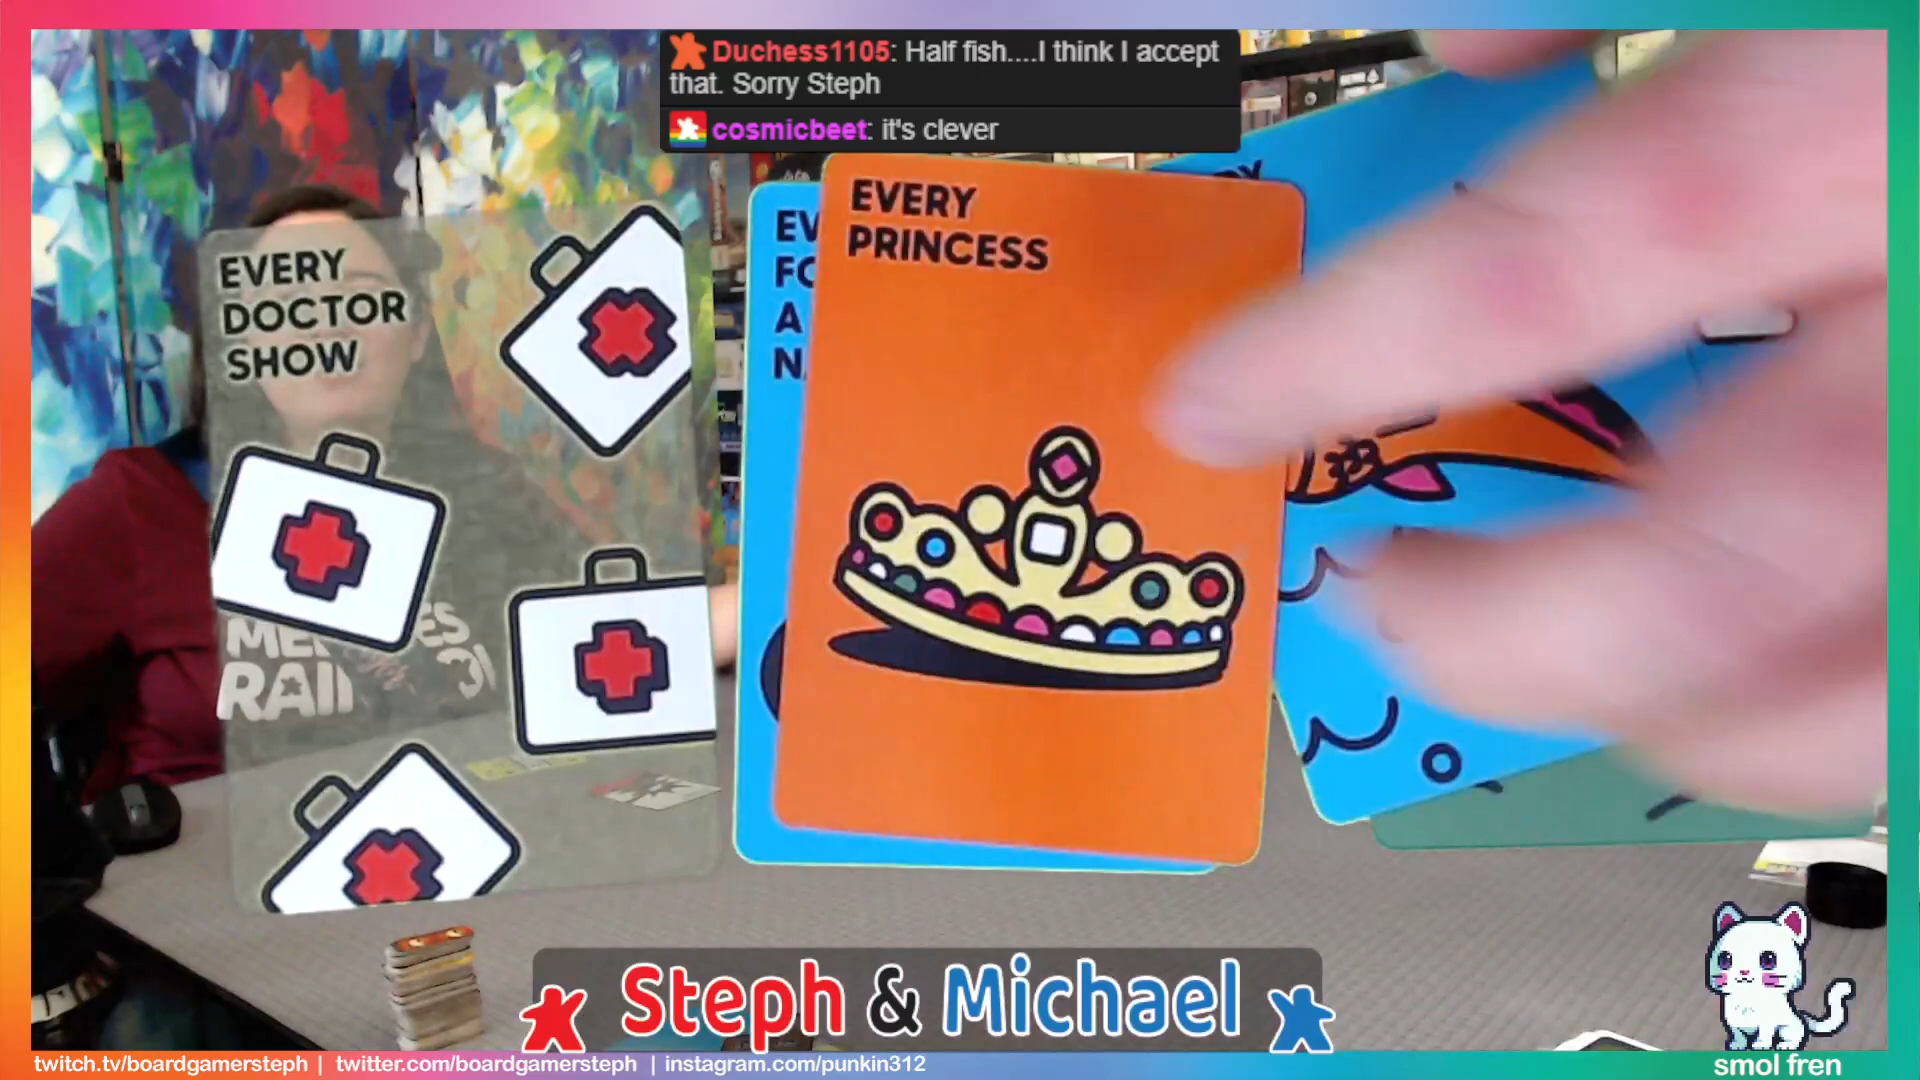 Duchess1105: Half fish....I think I accept
that. Sorry Steph
cosmicbeet: it's clever
EVERY
DOCTOR
SHOW
EVERY
PRINCESS
A
Steph & Michael
twitch.tv/boardgamersteph | twitter.com/boardgamersteph | instagram.com/punkin312
smol fren